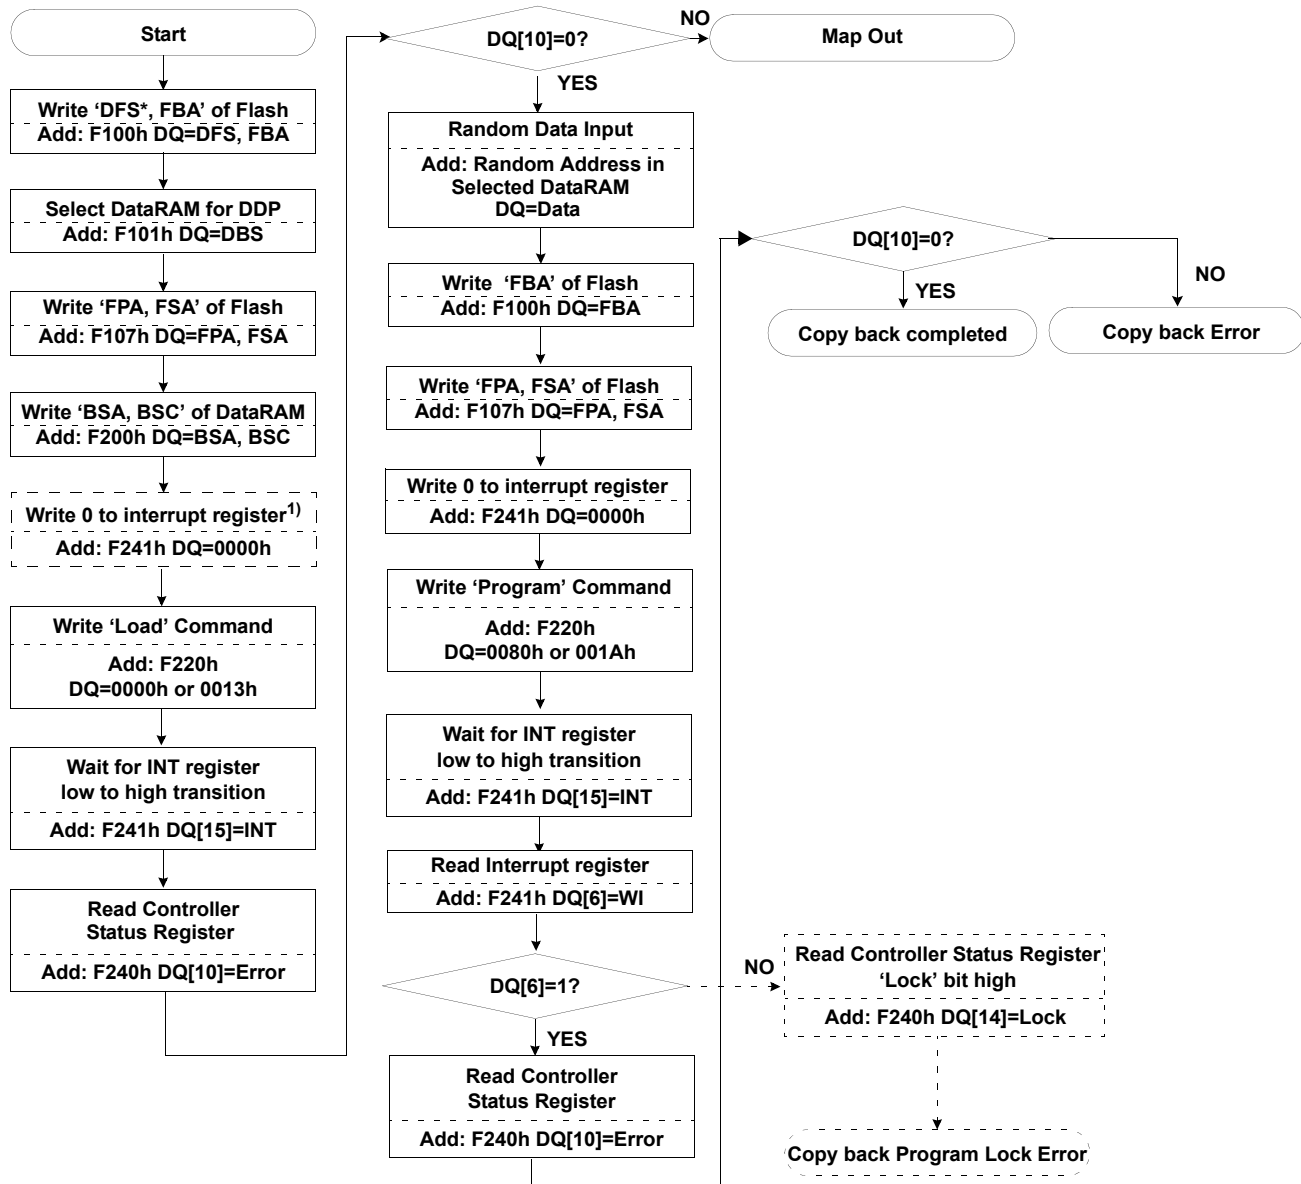 Start
Write ‘DFS*, FBA’ of Flash
Add: F100h DQ=DFS, FBA
Select DataRAM for DDP
Add: F101h DQ=DBS
Write ‘FPA, FSA’ of Flash
Add: F107h DQ=FPA, FSA
Write ‘BSA, BSC’ of DataRAM
Add: F200h DQ=BSA, BSC
Write 0 to interrupt register1)
Add: F241h DQ=0000h
Write ‘Load’ Command
Add: F220h
DQ=0000h or 0013h
Wait for INT register
low to high transition
Add: F241h DQ[15]=INT
Read Controller
Status Register
Add: F240h DQ[10]=Error
DQ[10]=0?
NO
Map Out
YES
Random Data Input
Add: Random Address in
Selected DataRAM
DQ=Data
Write  ‘FBA’ of Flash
Add: F100h DQ=FBA
Write ‘FPA, FSA’ of Flash
Add: F107h DQ=FPA, FSA
Write 0 to interrupt register
Add: F241h DQ=0000h
Write ‘Program’ Command
Add: F220h
DQ=0080h or 001Ah
Wait for INT register
low to high transition
Add: F241h DQ[15]=INT
Read Interrupt register
Add: F241h DQ[6]=WI
DQ[6]=1?
NO
YES
Read Controller
Status Register
Add: F240h DQ[10]=Error
DQ[10]=0?
YES
NO
Copy back completed
Copy back Error
Read Controller Status Register
‘Lock’ bit high
Add: F240h DQ[14]=Lock
Copy back Program Lock Error